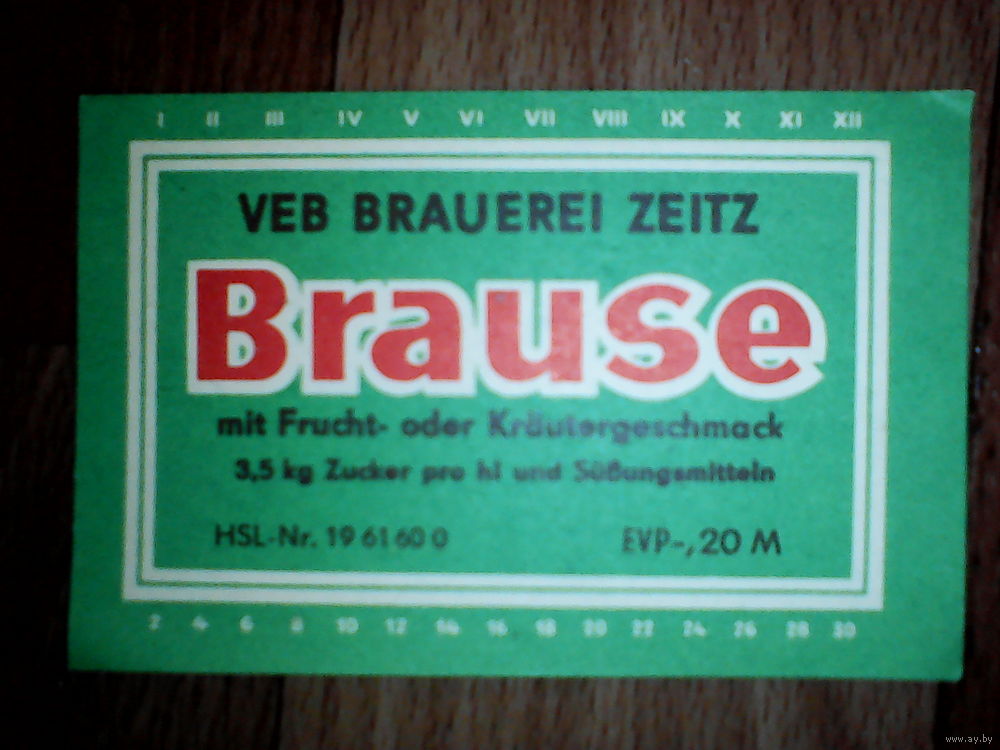 I II III IV V VI VII VIII IX X XI XII
VEB BRAUEREI ZEITZ
Brause
mit Frucht- oder Kräutergeschmack
3,5 kg Zucker pro hl und Süßungsmitteln
HSL-Nr. 19 61 60 0 EVP-,20 M
2 4 6 8 10 12 14 16 18 20 22 24 26 28 30
www.ay.by